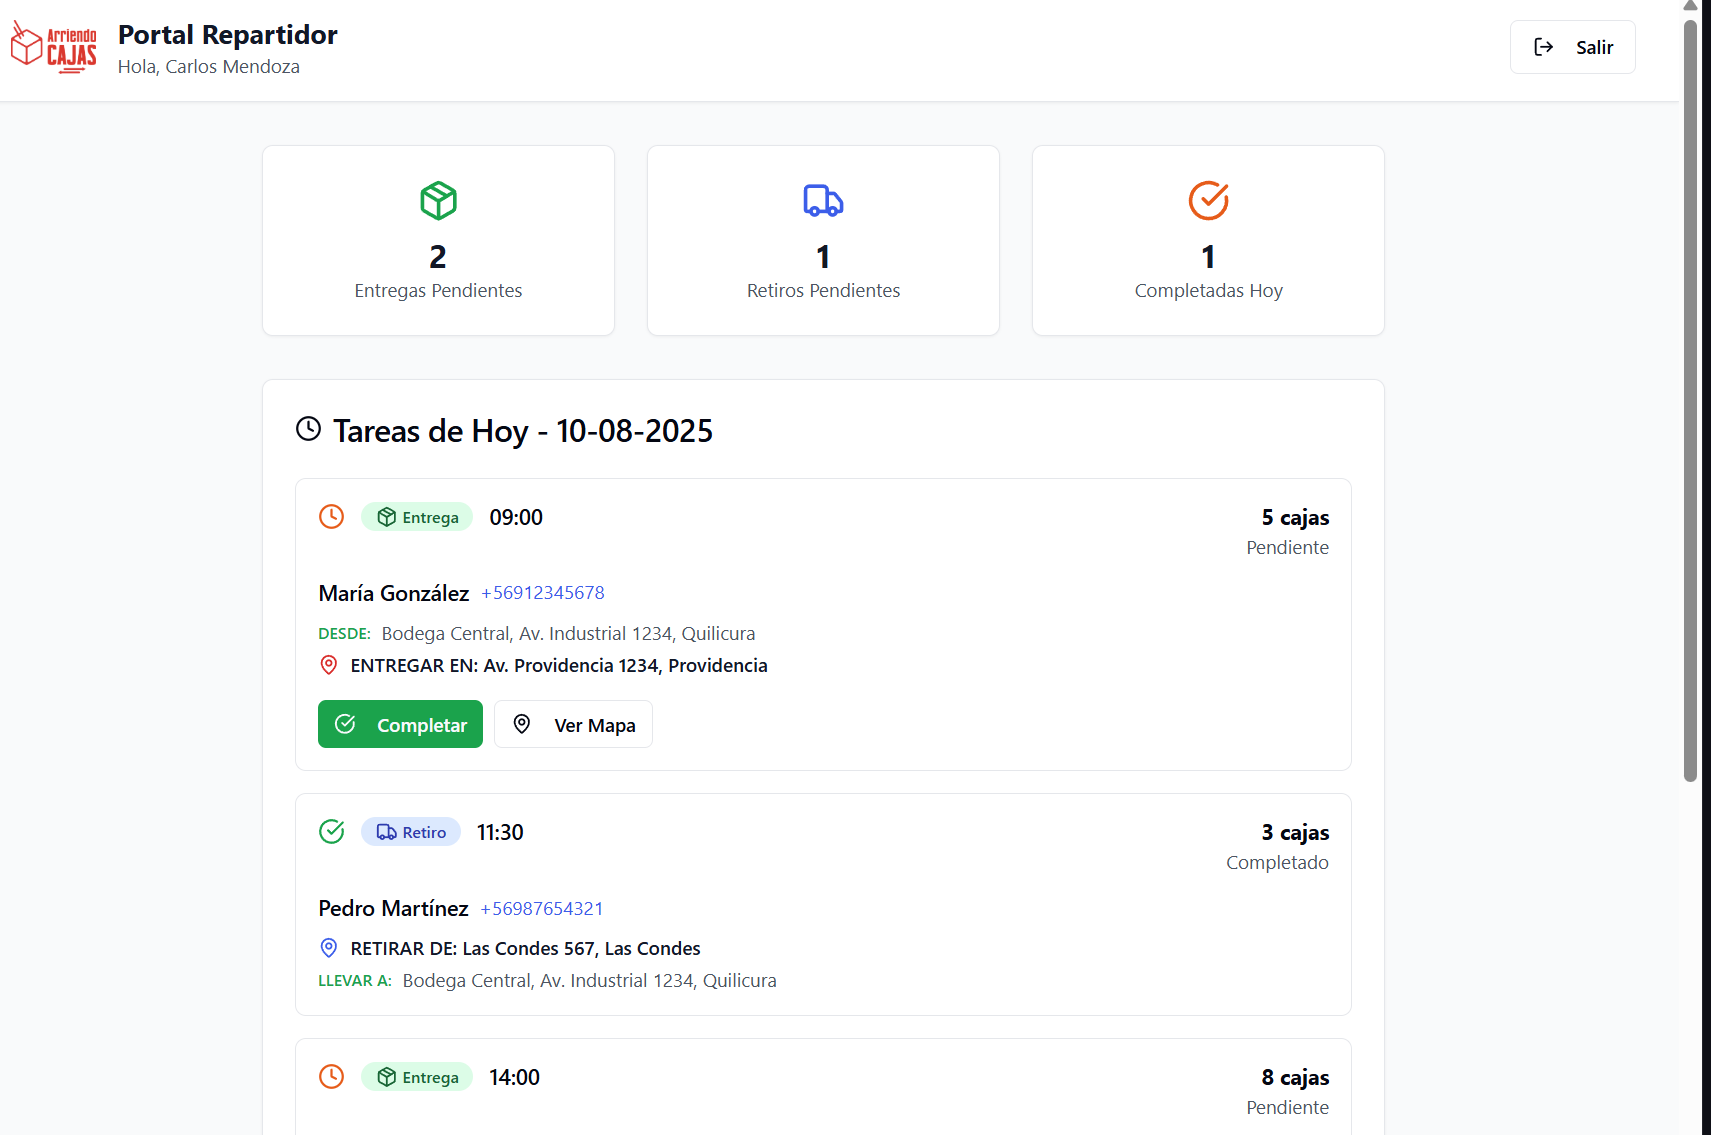 Arriendo
CAJAS
Portal Repartidor
Hola, Carlos Mendoza
Salir
2
Entregas Pendientes
1
Retiros Pendientes
1
Completadas Hoy
Tareas de Hoy - 10-08-2025
Entrega 09:00 5 cajas
Pendiente
María González +56912345678
DESDE: Bodega Central, Av. Industrial 1234, Quilicura
ENTREGAR EN: Av. Providencia 1234, Providencia
Completar Ver Mapa
Retiro 11:30 3 cajas
Completado
Pedro Martínez +56987654321
RETIRAR DE: Las Condes 567, Las Condes
LLEVAR A: Bodega Central, Av. Industrial 1234, Quilicura
Entrega 14:00 8 cajas
Pendiente